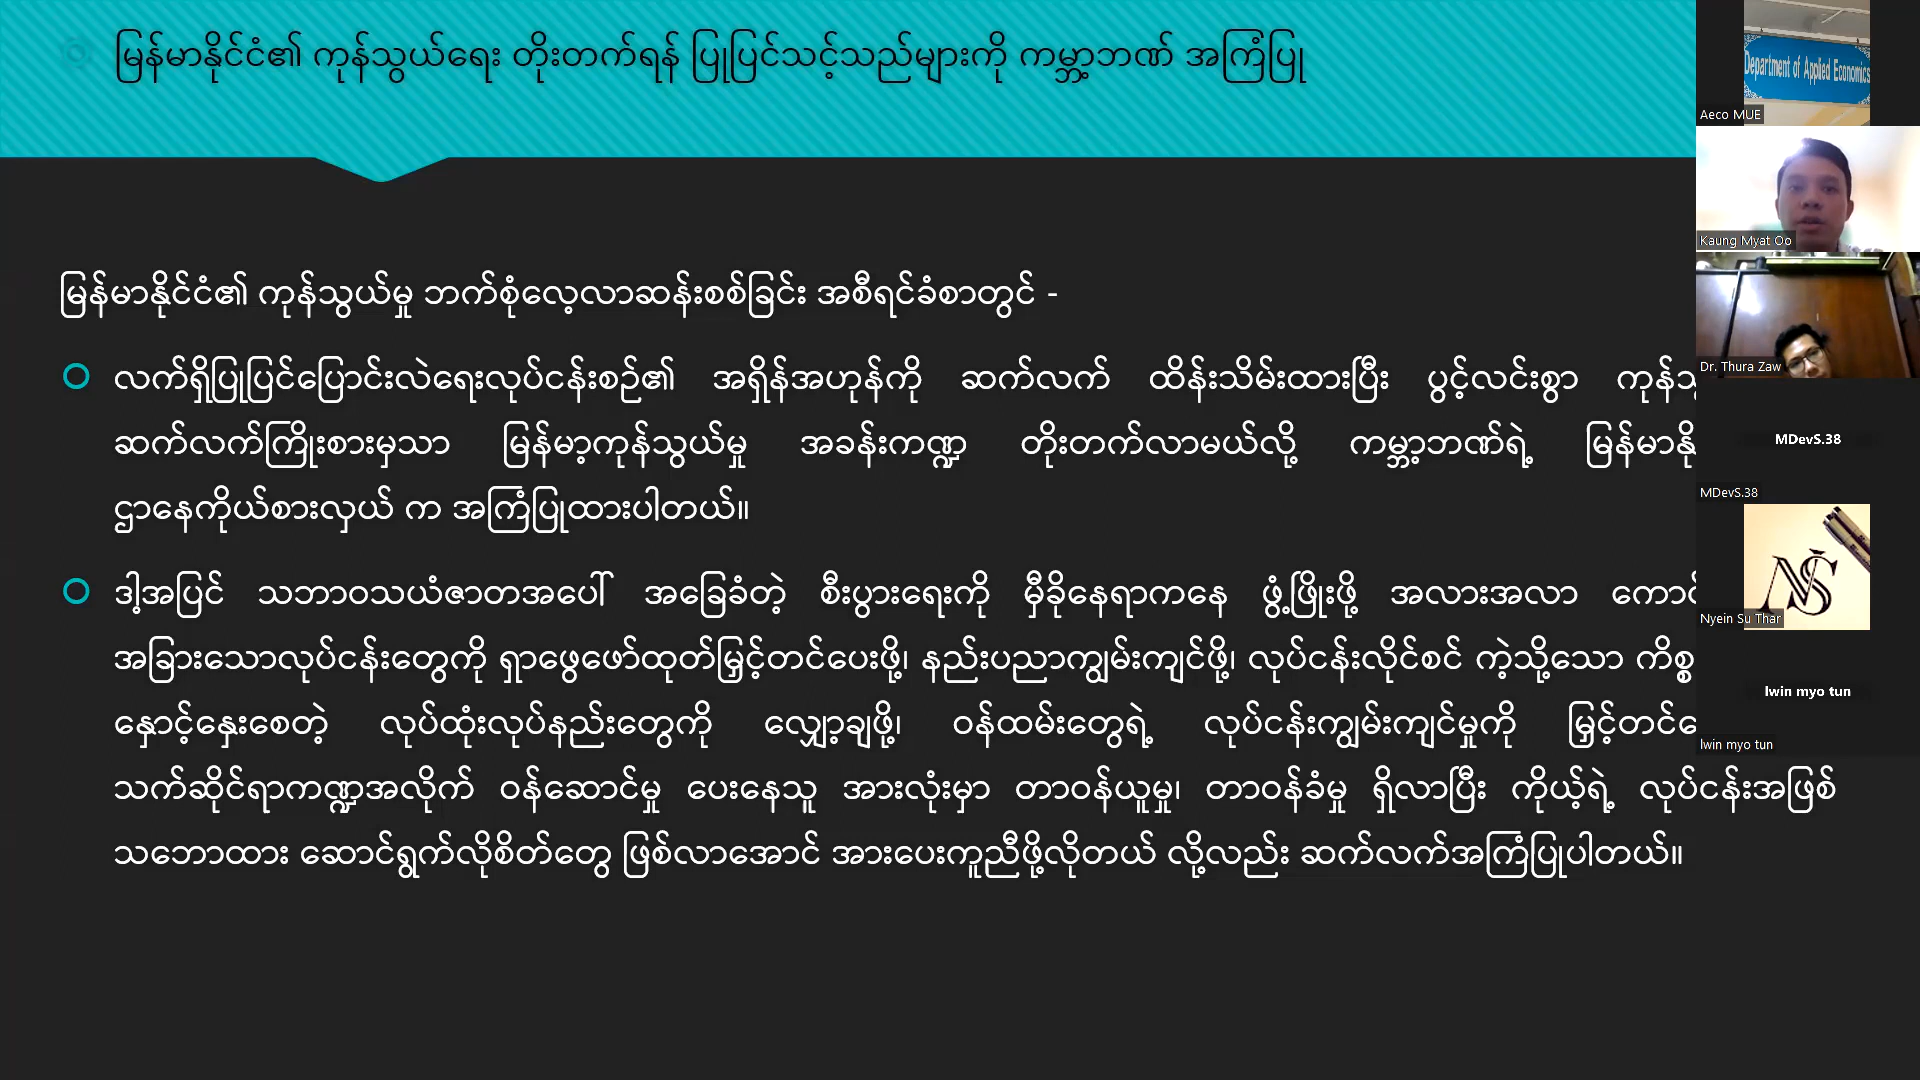 မြန်မာနိုင်ငံ၏ ကုန်သွယ်ရေး တိုးတက်ရန် ပြုပြင်သင့်သည်များကို ကမ္ဘာ့ဘဏ် အကြံပြု
မြန်မာနိုင်ငံ၏ ကုန်သွယ်မှု ဘက်စုံလေ့လာဆန်းစစ်ခြင်း အစီရင်ခံစာတွင် -
လက်ရှိပြုပြင်ပြောင်းလဲရေးလုပ်ငန်းစဉ်၏ အရှိန်အဟုန်ကို ဆက်လက် ထိန်းသိမ်းထားပြီး ပွင့်လင်းစွာ
ဆက်လက်ကြိုးစားမှသာ မြန်မာ့ကုန်သွယ်မှု အခန်းကဏ္ဍ တိုးတက်လာမယ်လို့ ကမ္ဘာ့ဘဏ်ရဲ့
ဌာနေကိုယ်စားလှယ် က အကြံပြုထားပါတယ်။
ဒါ့အပြင် သဘာဝသယံဇာတအပေါ် အခြေခံတဲ့ စီးပွားရေးကို မှီခိုနေရာကနေ ဖွံ့ဖြိုးဖို့ အလားအလာ
အခြားသောလုပ်ငန်းတွေကို ရှာဖွေဖော်ထုတ်မြှင့်တင်ပေးဖို့၊ နည်းပညာကျွမ်းကျင်ဖို့၊ လုပ်ငန်းလိုင်စင် ကဲ့သို့သော
နှောင့်နှေးစေတဲ့ လုပ်ထုံးလုပ်နည်းတွေကို လျှော့ချဖို့၊ ဝန်ထမ်းတွေရဲ့ လုပ်ငန်းကျွမ်းကျင်မှုကို
သက်ဆိုင်ရာကဏ္ဍအလိုက် ဝန်ဆောင်မှု ပေးနေသူ အားလုံးမှာ တာဝန်ယူမှု၊ တာဝန်ခံမှု ရှိလာပြီး ကိုယ့်ရဲ့ လုပ်ငန်းအဖြစ်
သဘောထား ဆောင်ရွက်လိုစိတ်တွေ ဖြစ်လာအောင် အားပေးကူညီဖို့လိုတယ် လို့လည်း ဆက်လက်အကြံပြုပါတယ်။
Department of Applied Economics
Aeco MUE
Kaung Myat Oo
Dr. Thura Zaw
MDevS.38
MDevS.38
NS
Nyein Su Thar
lwin myo tun
lwin myo tun